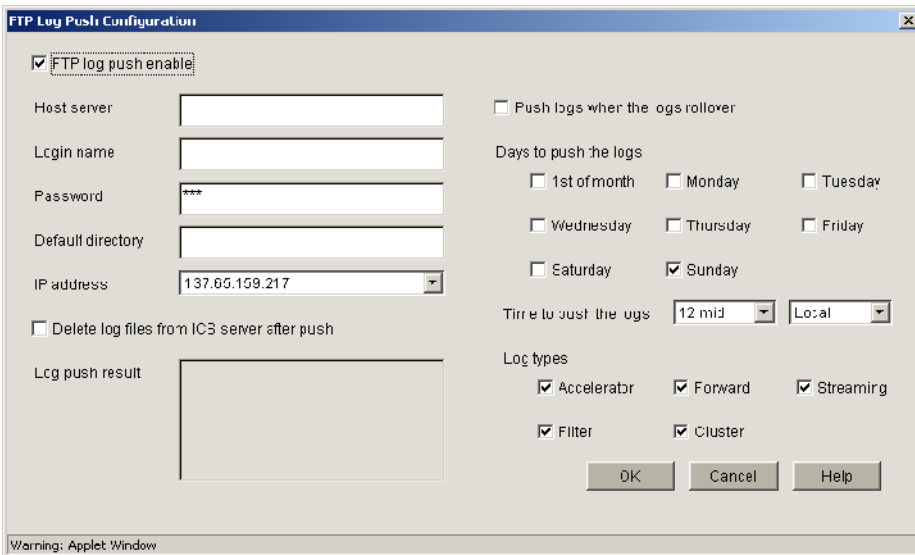 FTP Log Push Configuration
FTP log push enable
Host server
Login name
Password
***
Default directory
IP address
137.65.159.217
Delete log files from ICS server after push
Log push result
Push logs when the logs rollover
Days to push the logs
1st of month
Monday
Tuesday
Wednesday
Thursday
Friday
Saturday
Sunday
Time to push the logs
12 mid
Local
Log types
Accelerator
Forward
Streaming
Filter
Cluster
OK
Cancel
Help
Warning: Applet Window